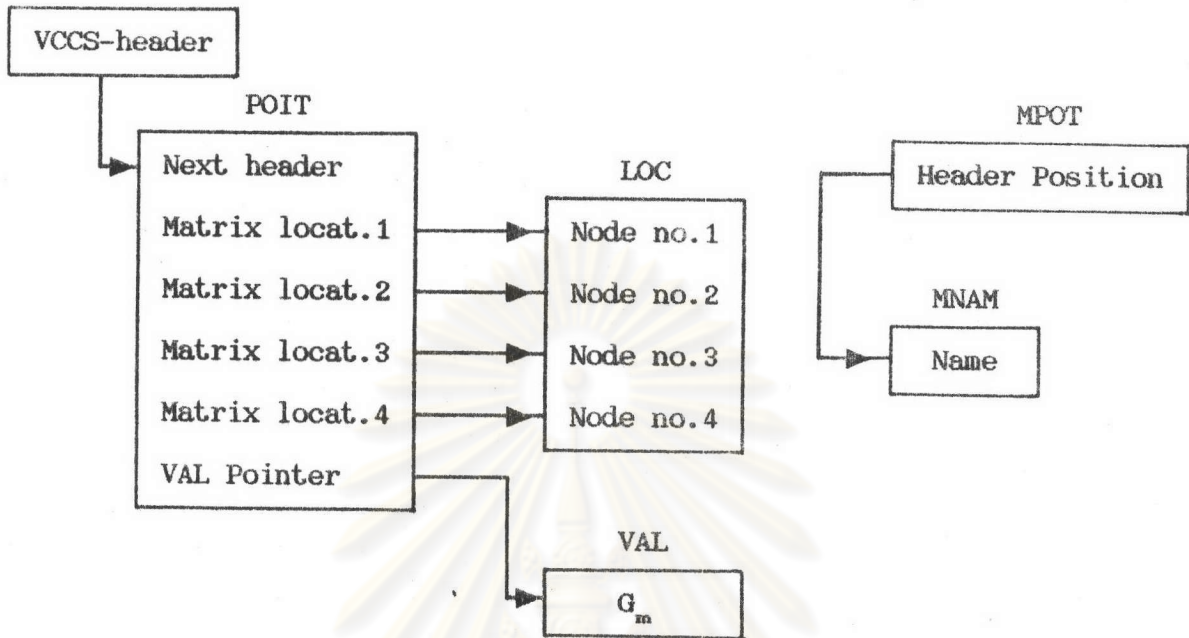 VCCS-header
POIT
Next header
Matrix locat.1
Matrix locat.2
Matrix locat.3
Matrix locat.4
VAL Pointer
LOC
Node no.1
Node no.2
Node no.3
Node no.4
VAL
Gm
MPOT
Header Position
MNAM
Name